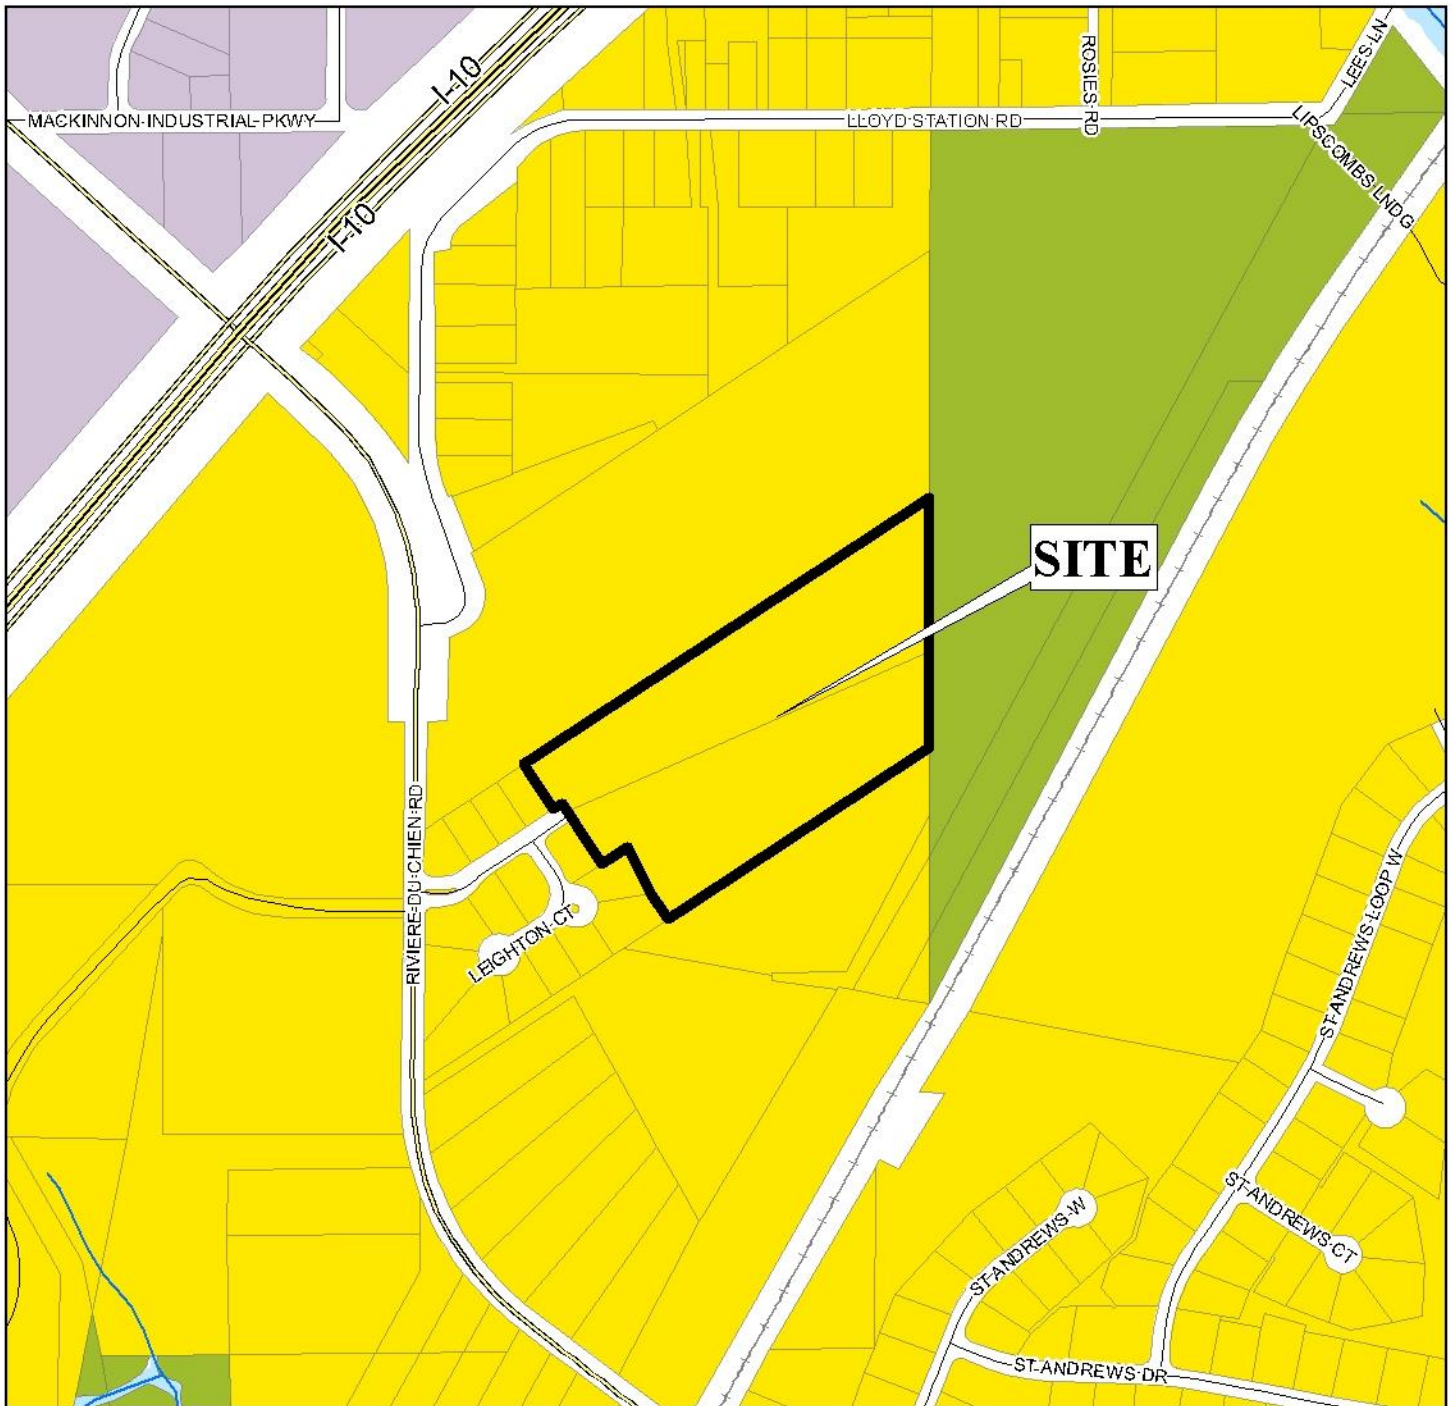 I-10
ROSIES RD
LEES LN
MACKINNON INDUSTRIAL PKWY
LLOYD STATION RD
LIPSCOMBS LNDG
I-10
SITE
RIVIERE DU CHIEN RD
LEIGHTON CT
ST ANDREWS LOOP W
ST ANDREWS CT
ST ANDREWS W
ST ANDREWS DR